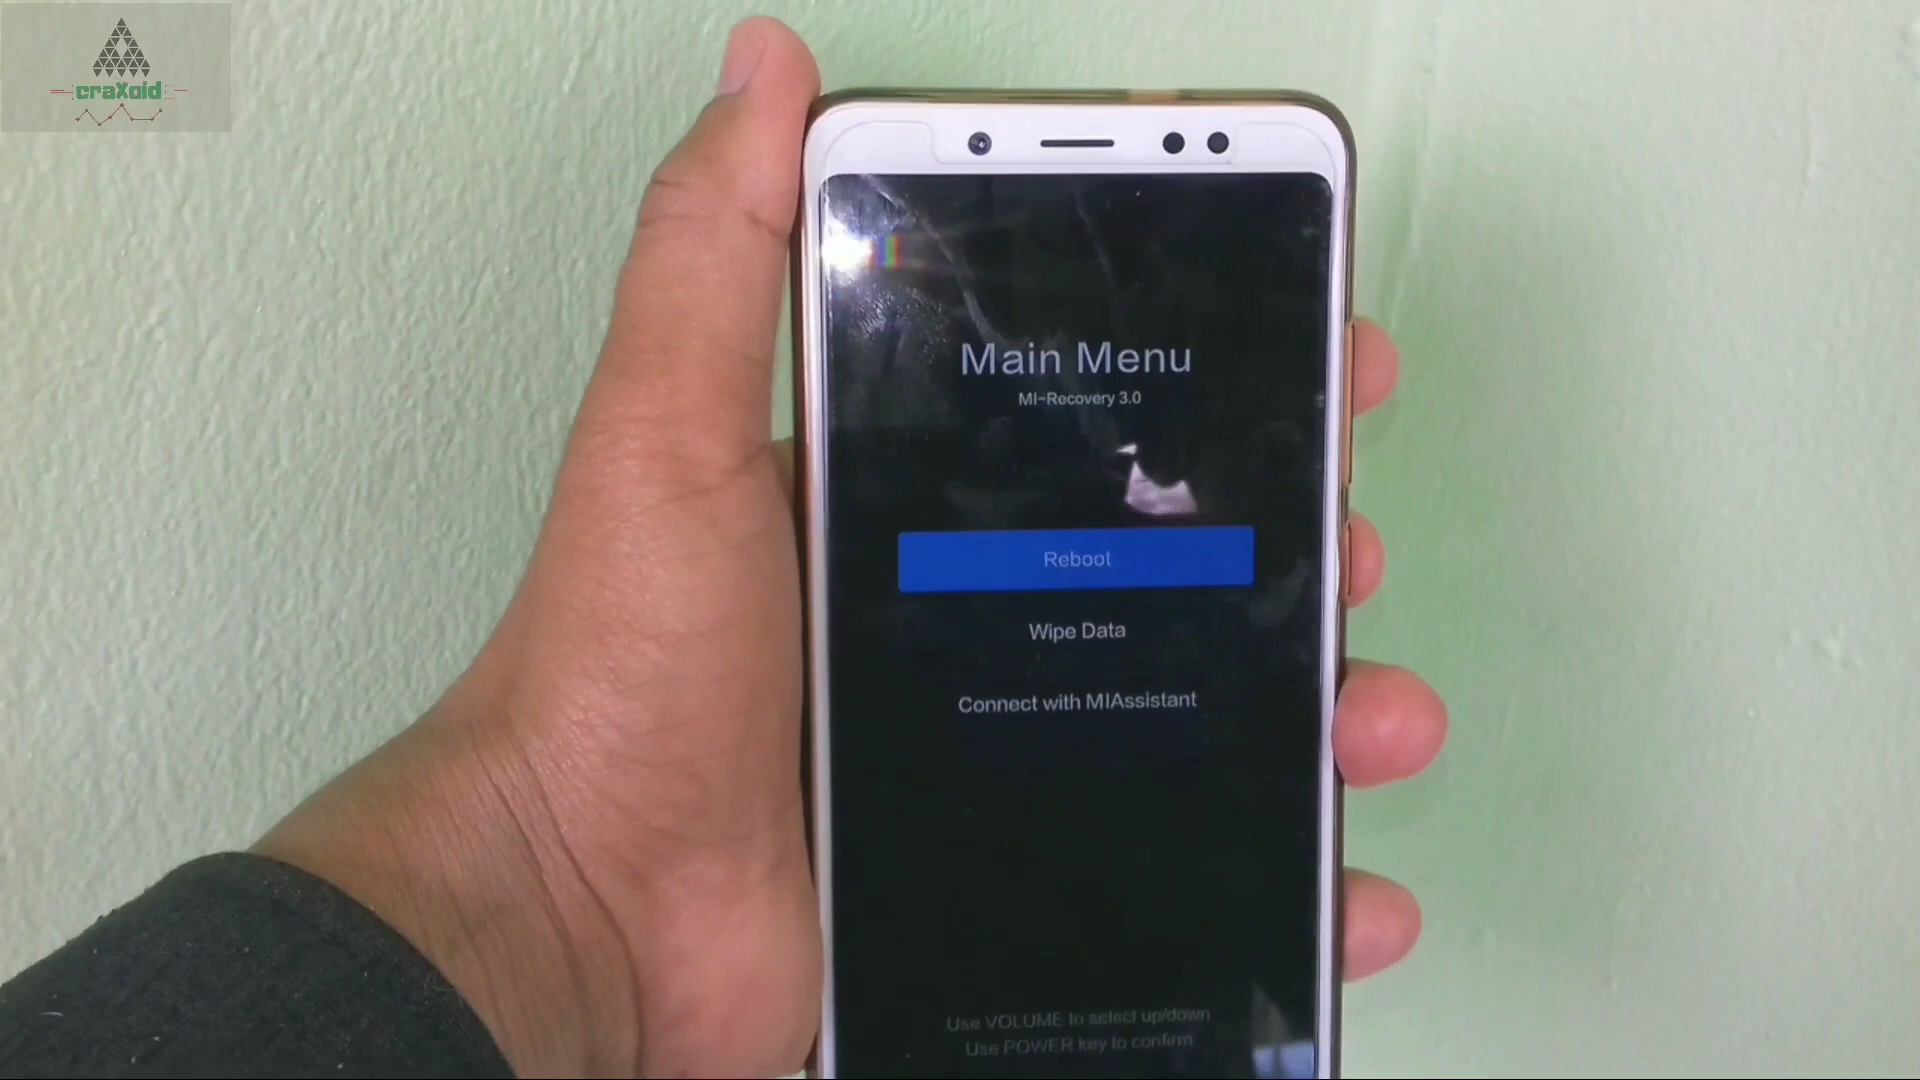 craXoid
Main Menu
MI-Recovery 3.0
Reboot
Wipe Data
Connect with MIAssistant
Use VOLUME to select up/down
Use POWER key to confirm